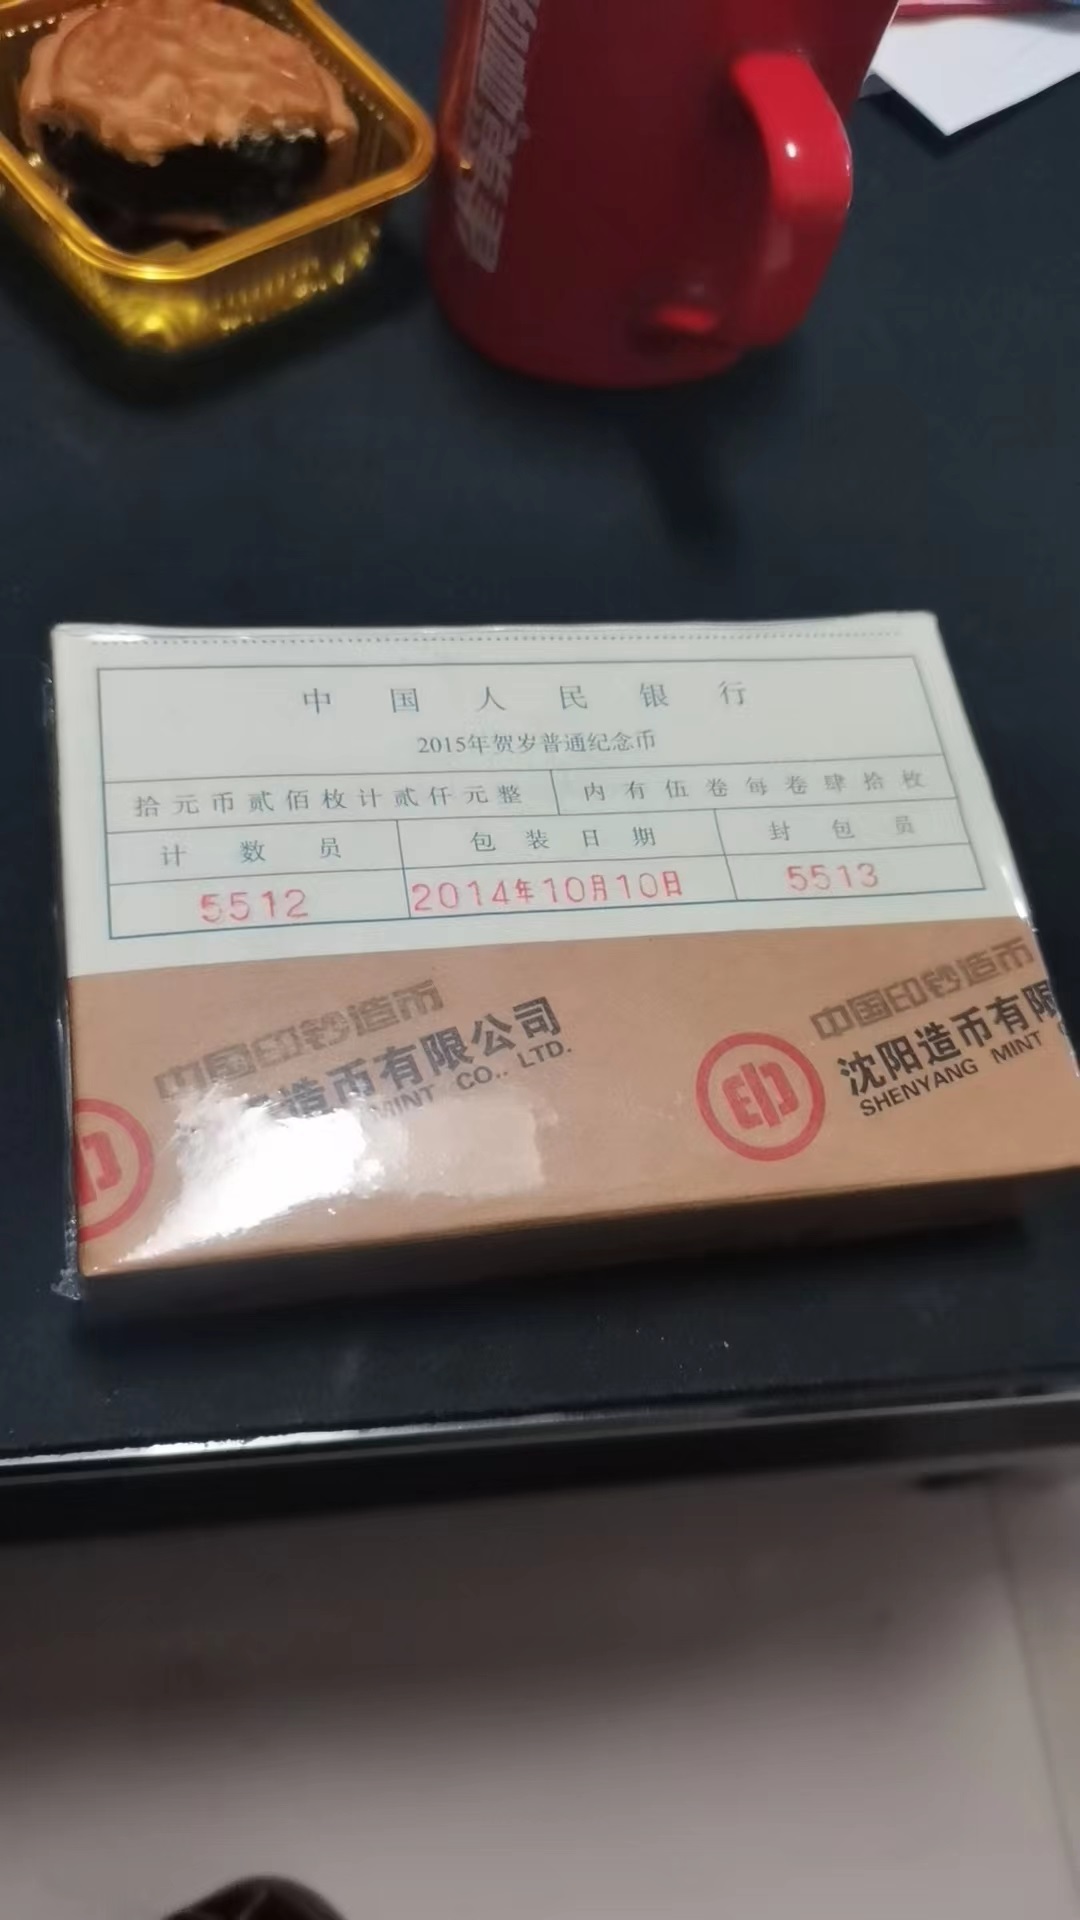 中国人民银行
2015年贺岁普通纪念币
拾元币贰佰枚计贰仟元整 内有伍卷每卷肆拾枚
计数员 包装日期 封包员
5512 2014年10月10日 5513
中国印钞造币
造币有限公司
MINT CO., LTD.
中国印钞造币
沈阳造币有限
SHENYANG MINT